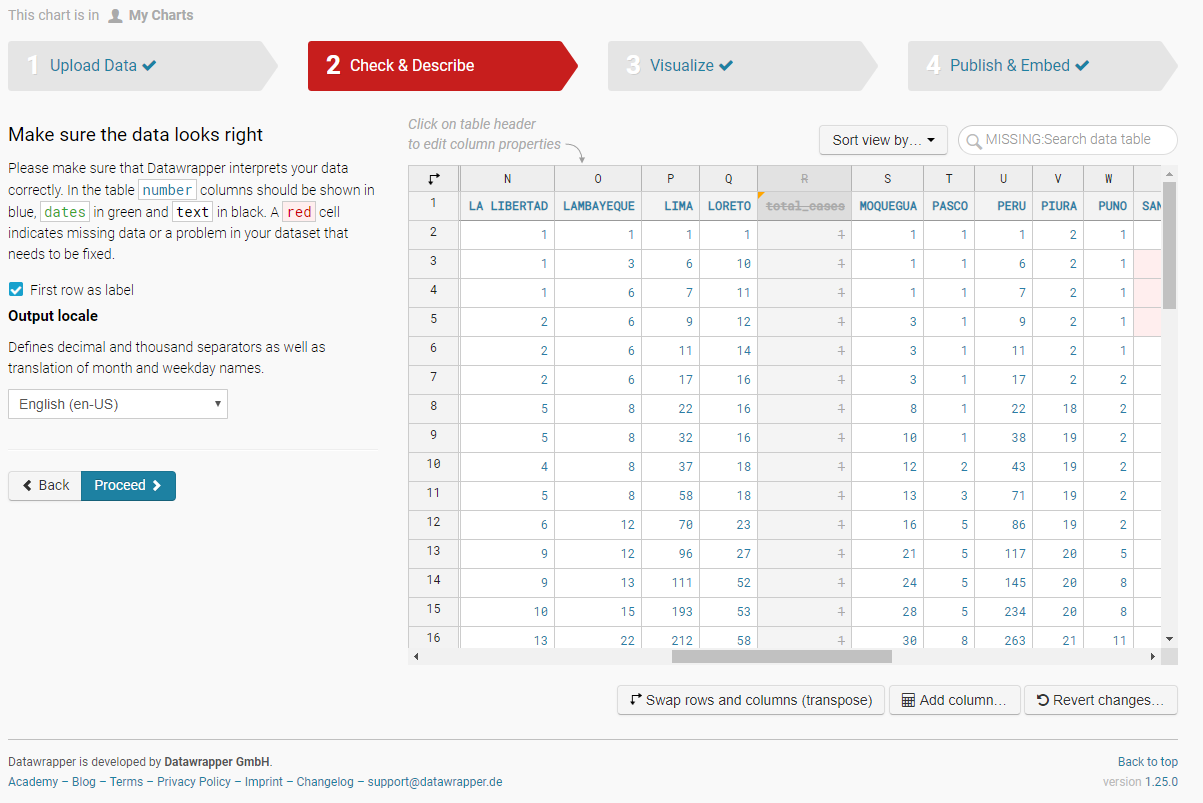 This chart is in My Charts
1 Upload Data
2 Check & Describe
3 Visualize
4 Publish & Embed
Make sure the data looks right
Please make sure that Datawrapper interprets your data
correctly. In the table number columns should be shown in
blue, dates in green and text in black. A red cell
indicates missing data or a problem in your dataset that
needs to be fixed.
First row as label
Output locale
Defines decimal and thousand separators as well as
translation of month and weekday names.
English (en-US)
Back Proceed
Click on table header
to edit column properties
Sort view by… MISSING:Search data table
N O P Q R S T U V W
1 LA LIBERTAD LAMBAYEQUE LIMA LORETO total_cases MOQUEGUA PASCO PERU PIURA PUNO SAN
2 1 1 1 1 1 1 1 1 2 1
3 1 3 6 10 1 1 1 6 2 1
4 1 6 7 11 1 1 1 7 2 1
5 2 6 9 12 1 3 1 9 2 1
6 2 6 11 14 1 3 1 11 2 1
7 2 6 17 16 1 3 1 17 2 2
8 5 8 22 16 1 8 1 22 18 2
9 5 8 32 16 1 10 1 38 19 2
10 4 8 37 18 1 12 2 43 19 2
11 5 8 58 18 1 13 3 71 19 2
12 6 12 70 23 1 16 5 86 19 2
13 9 12 96 27 1 21 5 117 20 5
14 9 13 111 52 1 24 5 145 20 8
15 10 15 193 53 1 28 5 234 20 8
16 13 22 212 58 1 30 8 263 21 11
Swap rows and columns (transpose) Add column… Revert changes…
Datawrapper is developed by Datawrapper GmbH.
Academy – Blog – Terms – Privacy Policy – Imprint – Changelog – support@datawrapper.de
Back to top
version 1.25.0